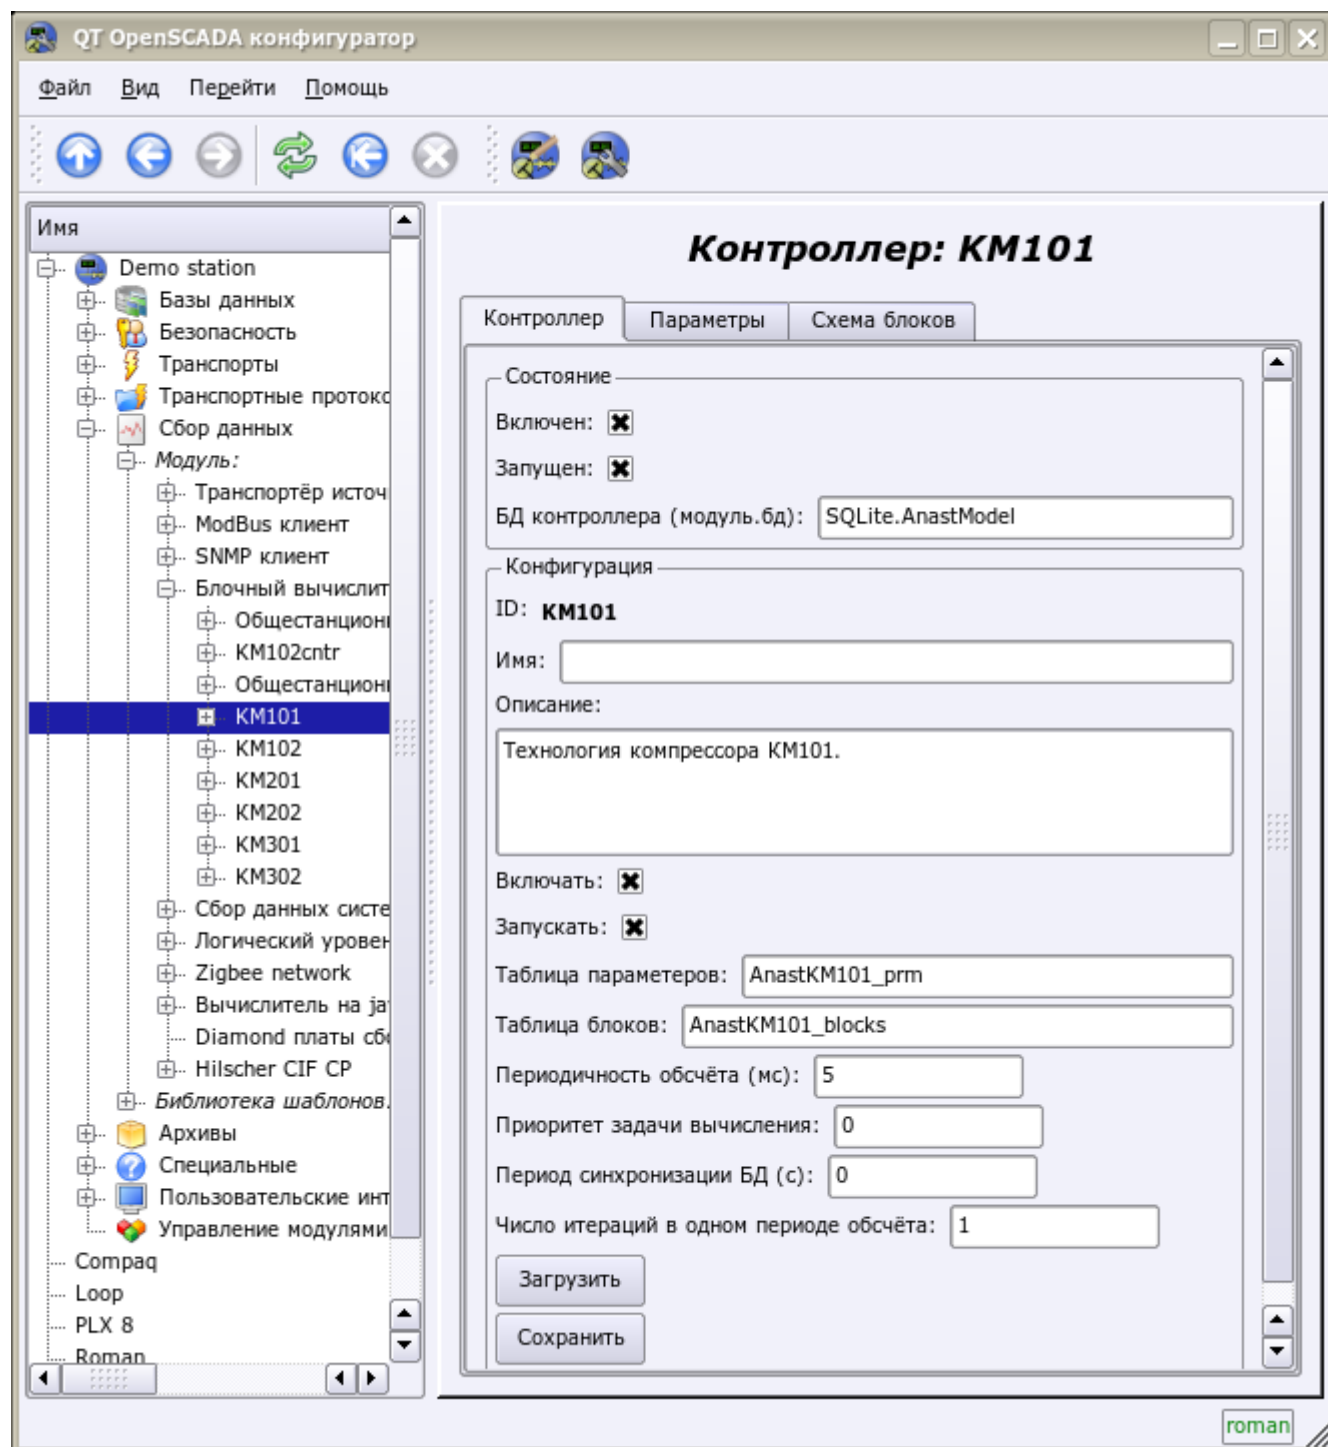 QT OpenSCADA конфигуратор
Файл Вид Перейти Помощь
Имя
Demo station
Базы данных
Безопасность
Транспорты
Транспортные протоко
Сбор данных
Модуль:
Транспортёр источ
ModBus клиент
SNMP клиент
Блочный вычислит
Общестанцион
KM102cntr
Общестанцион
KM101
KM102
KM201
KM202
KM301
KM302
Сбор данных систе
Логический уровен
Zigbee network
Вычислитель на ja
Diamond платы сбо
Hilscher CIF CP
Библиотека шаблонов.
Архивы
Специальные
Пользовательские инт
Управление модулями
Compaq
Loop
PLX 8
Roman
Контроллер: KM101
Контроллер Параметры Схема блоков
Состояние
Включен:
Запущен:
БД контроллера (модуль.бд): SQLite.AnastModel
Конфигурация
ID: KM101
Имя:
Описание:
Технология компрессора КМ101.
Включать:
Запускать:
Таблица параметеров: AnastKM101_prm
Таблица блоков: AnastKM101_blocks
Периодичность обсчёта (мс): 5
Приоритет задачи вычисления: 0
Период синхронизации БД (с): 0
Число итераций в одном периоде обсчёта: 1
Загрузить
Сохранить
roman